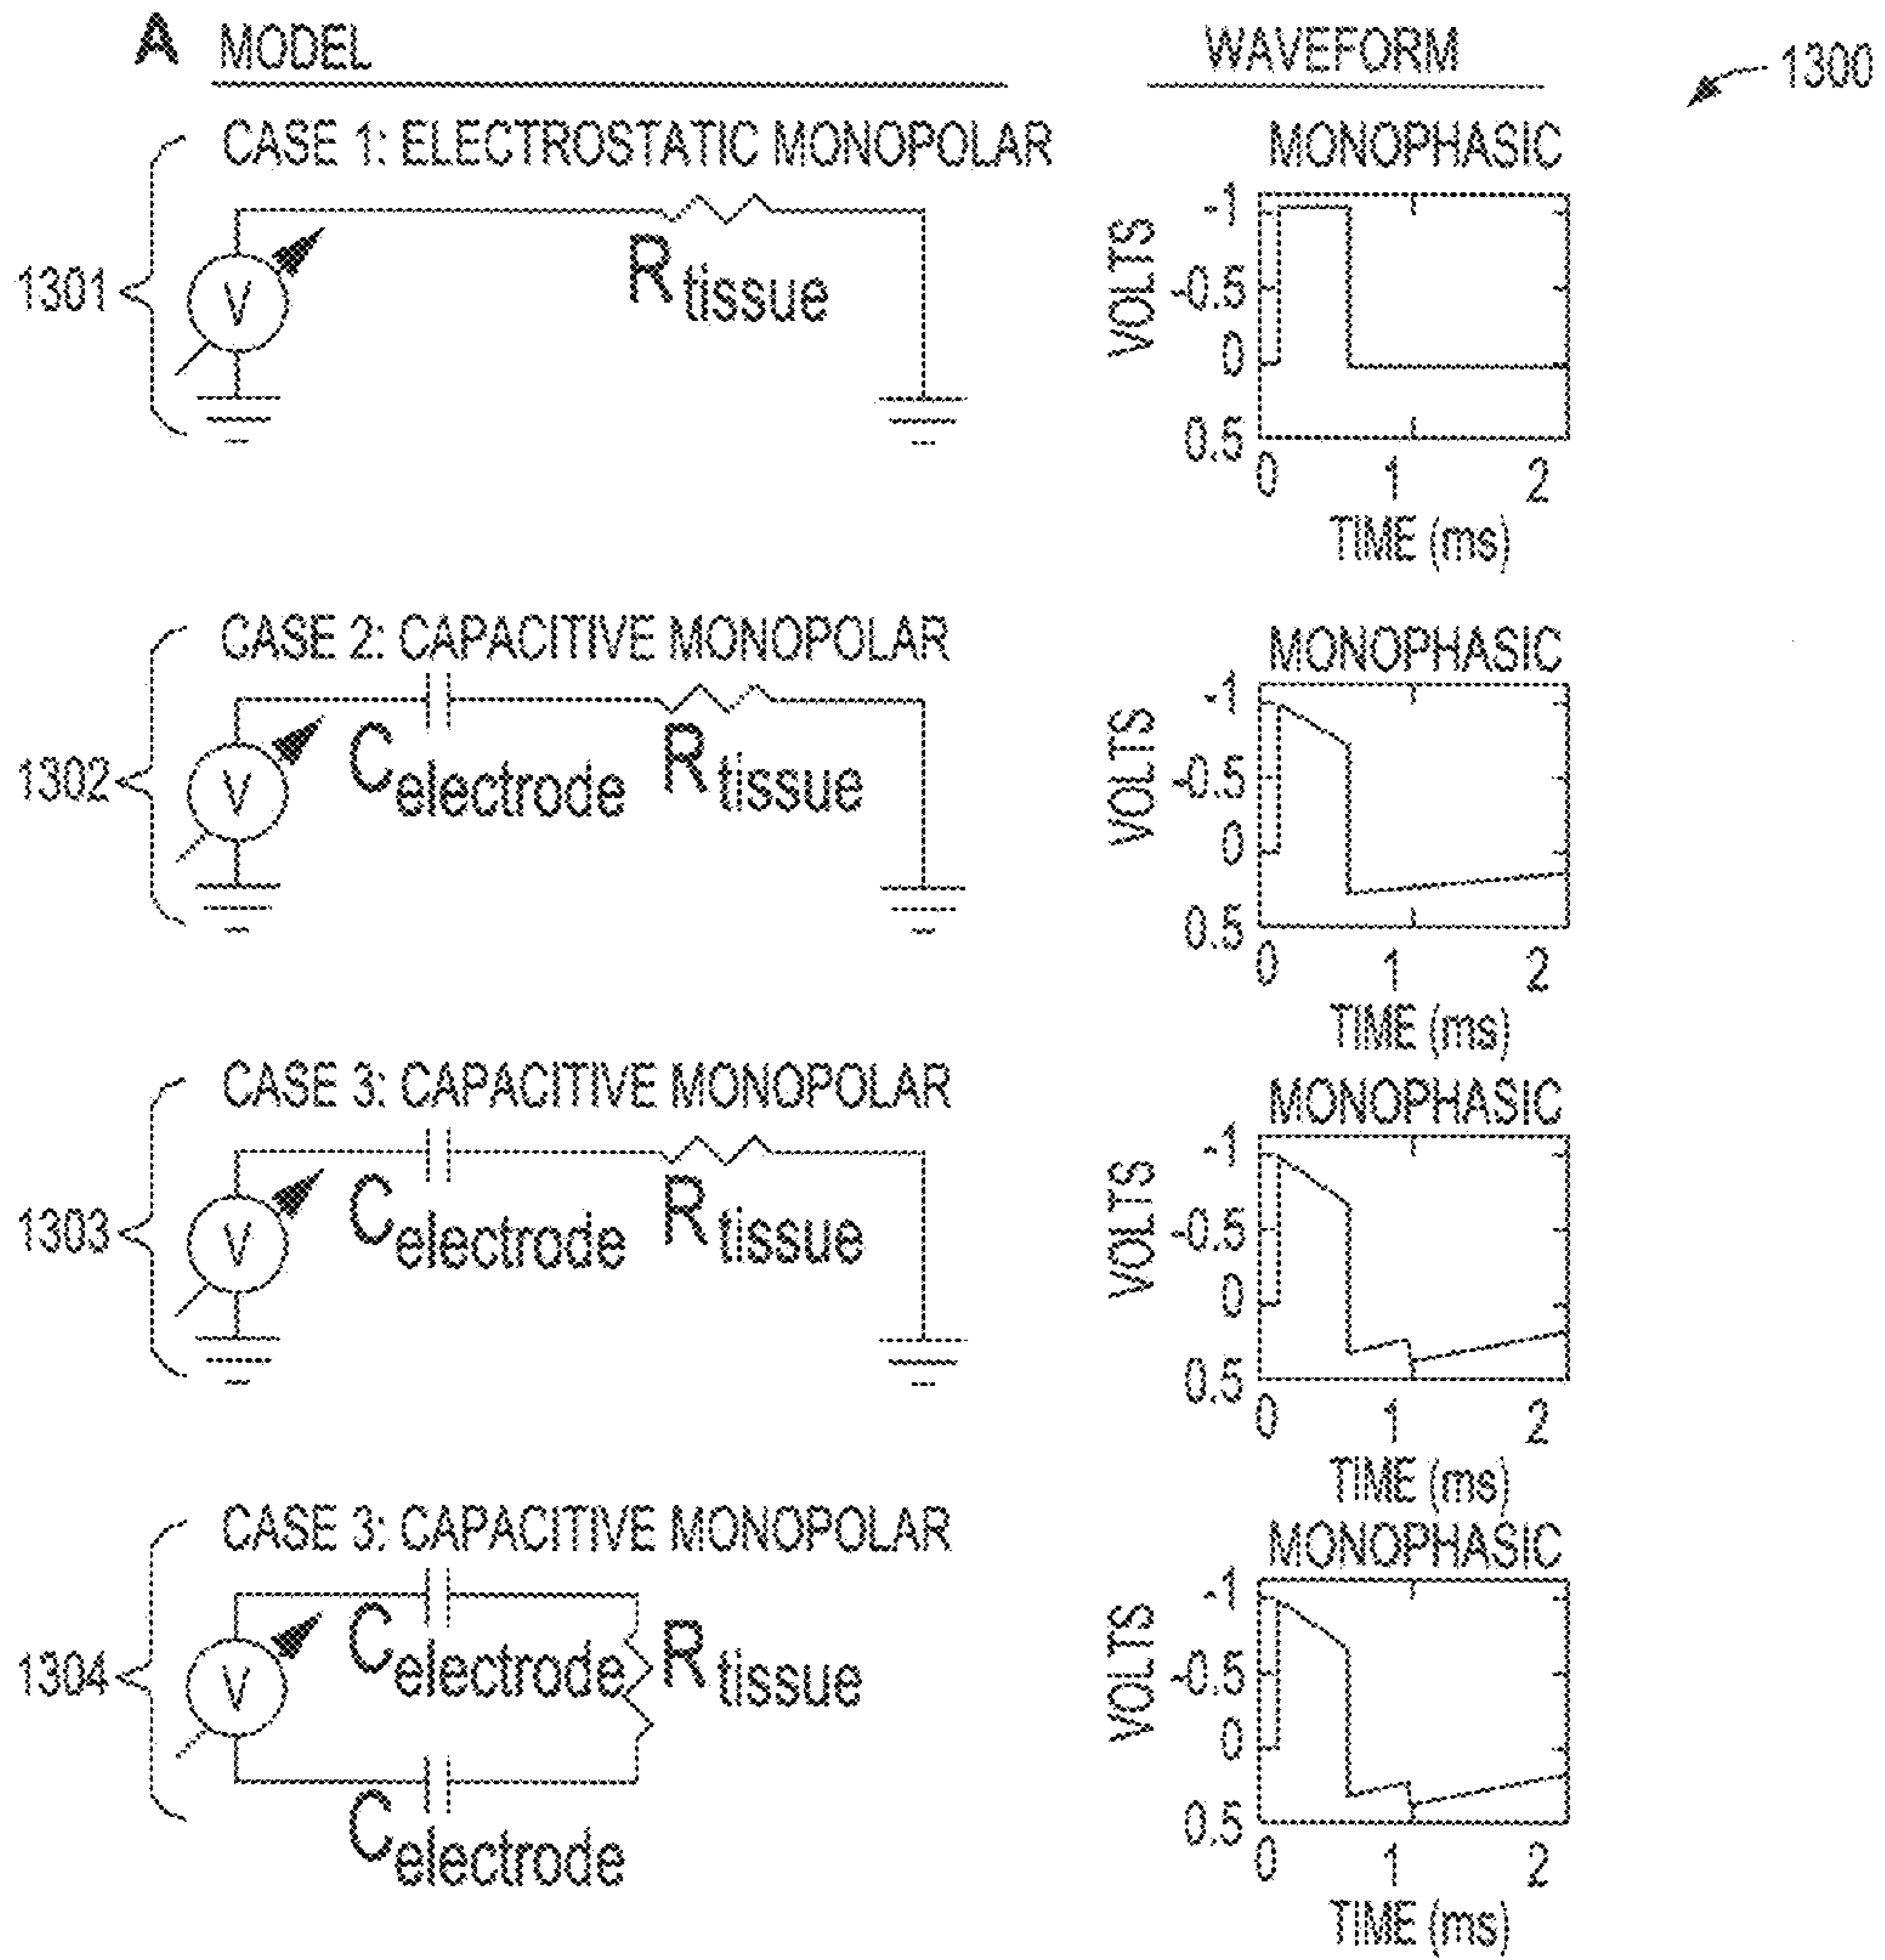 A MODEL WAVEFORM
1300
CASE 1: ELECTROSTATIC MONOPOLAR
MONOPHASIC
1301
V
Rtissue
VOLTS
-1
-0.5
0
0.5
0 1 2
TIME (ms)
CASE 2: CAPACITIVE MONOPOLAR
MONOPHASIC
1302
V
Celectrode Rtissue
VOLTS
-1
-0.5
0
0.5
0 1 2
TIME (ms)
CASE 3: CAPACITIVE MONOPOLAR
MONOPHASIC
1303
V
Celectrode Rtissue
VOLTS
-1
-0.5
0
0.5
0 1 2
TIME (ms)
CASE 3: CAPACITIVE MONOPOLAR
MONOPHASIC
1304
V
Celectrode Rtissue
Celectrode
VOLTS
-1
-0.5
0
0.5
0 1 2
TIME (ms)